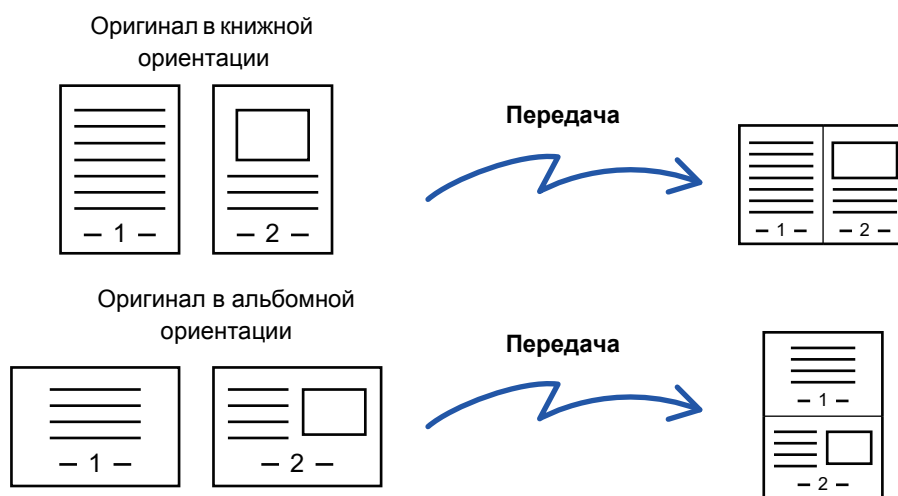 Оригинал в книжной
ориентации
Передача
– 1 –
– 2 –
– 1 –
– 2 –
Оригинал в альбомной
ориентации
Передача
– 1 –
– 2 –
– 1 –
– 2 –